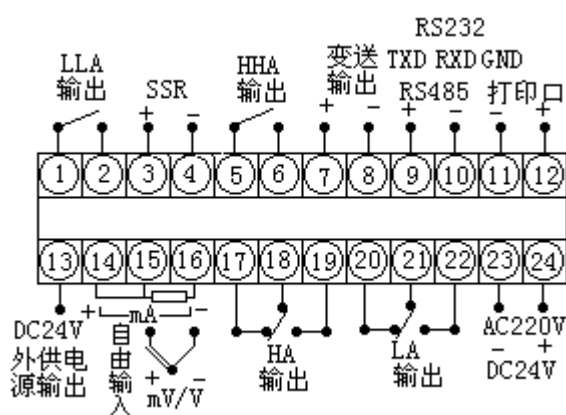 RS232
LLA HHA 变送 TXD RXD GND
输出 SSR 输出 输出 RS485 打印口
+ − + − + − − +
1 2 3 4 5 6 7 8 9 10 11 12
13 14 15 16 17 18 19 20 21 22 23 24
+ mA −
DC24V 自由输入 HA LA AC220V
外供电 + − 输出 输出 − +
源输出 mV/V DC24V